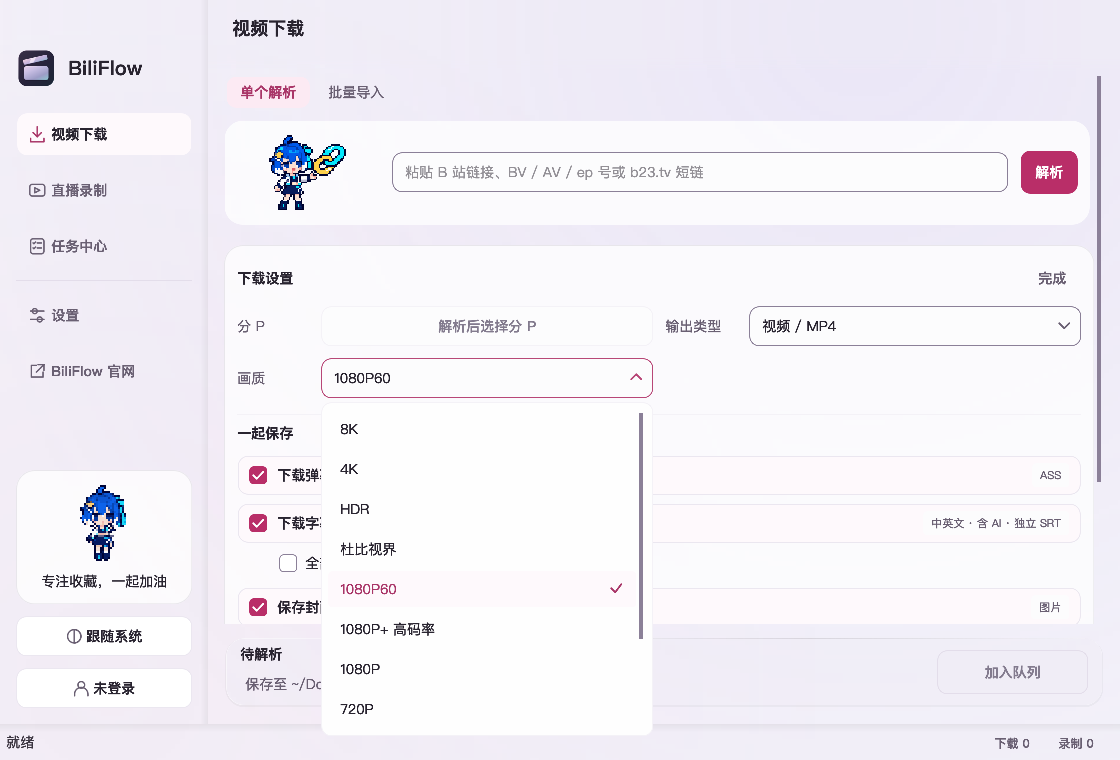 视频下载
BiliFlow
单个解析
批量导入
视频下载
粘贴 B 站链接、BV / AV / ep 号或 b23.tv 短链
解析
直播录制
任务中心
下载设置
完成
设置
分 P
解析后选择分 P
输出类型
视频 / MP4
BiliFlow 官网
画质
1080P60
8K
一起保存
4K
下载弹
ASS
HDR
下载字
中英文 · 含 AI · 独立 SRT
杜比视界
全
专注收藏，一起加油
1080P60
保存封
图片
1080P+ 高码率
跟随系统
待解析
1080P
加入队列
保存至 ~/Do
未登录
720P
就绪
下载 0
录制 0